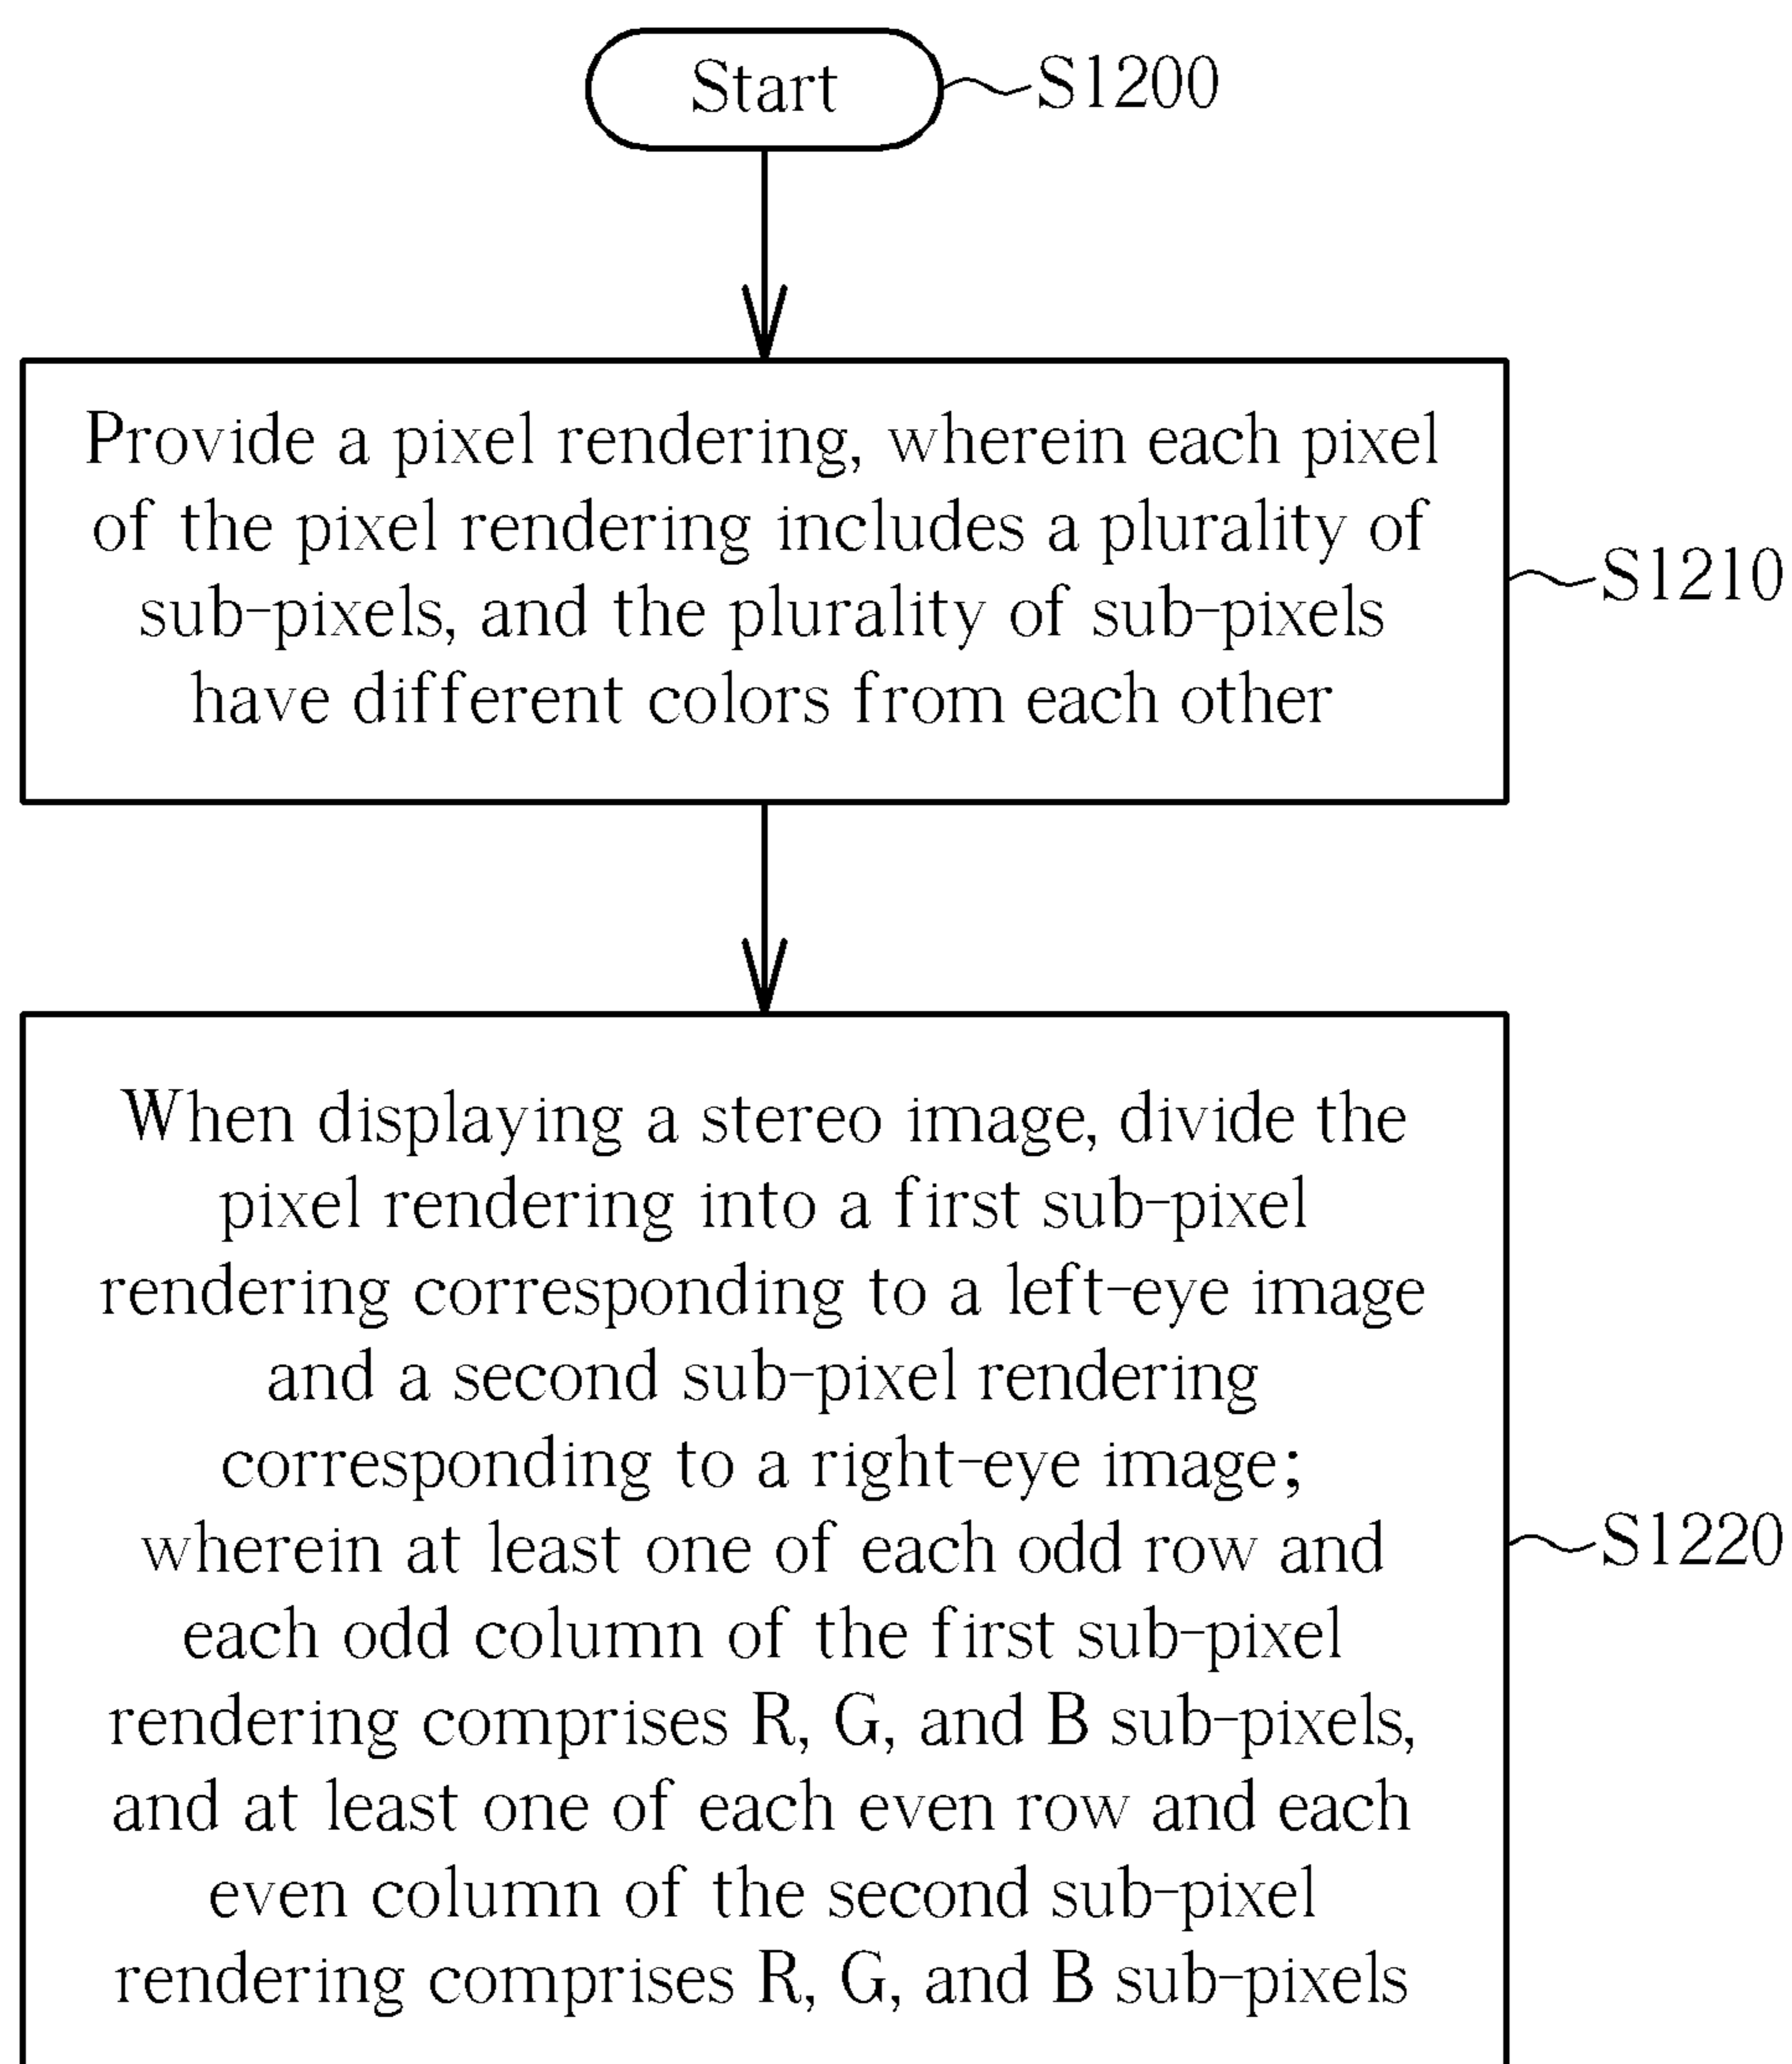 Start
S1200
Provide a pixel rendering, wherein each pixel
of the pixel rendering includes a plurality of
sub-pixels, and the plurality of sub-pixels
have different colors from each other
S1210
When displaying a stereo image, divide the
pixel rendering into a first sub-pixel
rendering corresponding to a left-eye image
and a second sub-pixel rendering
corresponding to a right-eye image;
wherein at least one of each odd row and
each odd column of the first sub-pixel
rendering comprises R, G, and B sub-pixels,
and at least one of each even row and each
even column of the second sub-pixel
rendering comprises R, G, and B sub-pixels
S1220